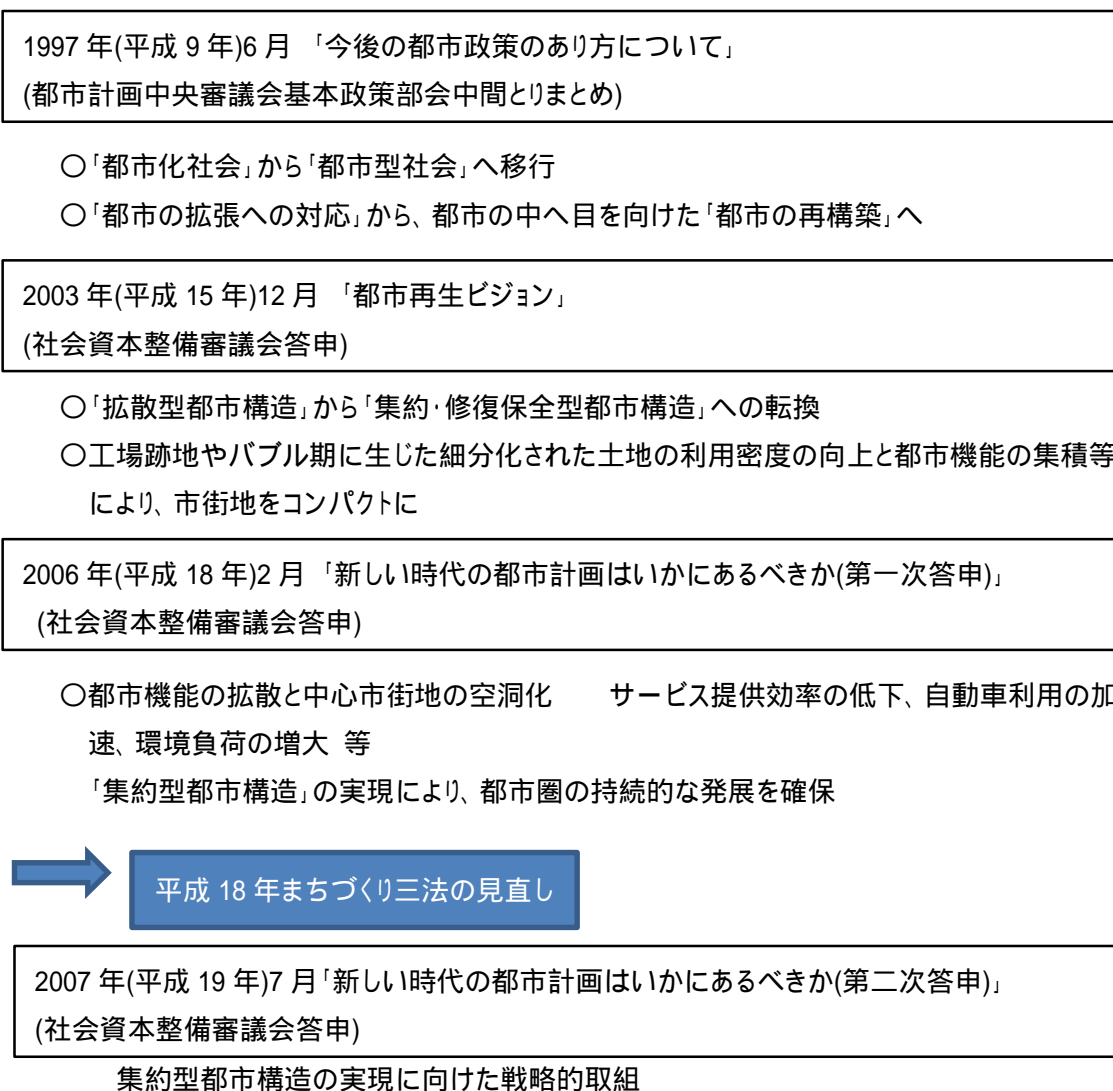 1997 年(平成 9 年)6 月 「今後の都市政策のあり方について」
(都市計画中央審議会基本政策部会中間とりまとめ)
○「都市化社会」から「都市型社会」へ移行
○「都市の拡張への対応」から、都市の中へ目を向けた「都市の再構築」へ
2003 年(平成 15 年)12 月 「都市再生ビジョン」
(社会資本整備審議会答申)
○「拡散型都市構造」から「集約・修復保全型都市構造」への転換
○工場跡地やバブル期に生じた細分化された土地の利用密度の向上と都市機能の集積等
により、市街地をコンパクトに
2006 年(平成 18 年)2 月 「新しい時代の都市計画はいかにあるべきか(第一次答申)」
(社会資本整備審議会答申)
○都市機能の拡散と中心市街地の空洞化　　サービス提供効率の低下、自動車利用の加
速、環境負荷の増大 等
「集約型都市構造」の実現により、都市圏の持続的な発展を確保
平成 18 年まちづくり三法の見直し
2007 年(平成 19 年)7 月「新しい時代の都市計画はいかにあるべきか(第二次答申)」
(社会資本整備審議会答申)
集約型都市構造の実現に向けた戦略的取組